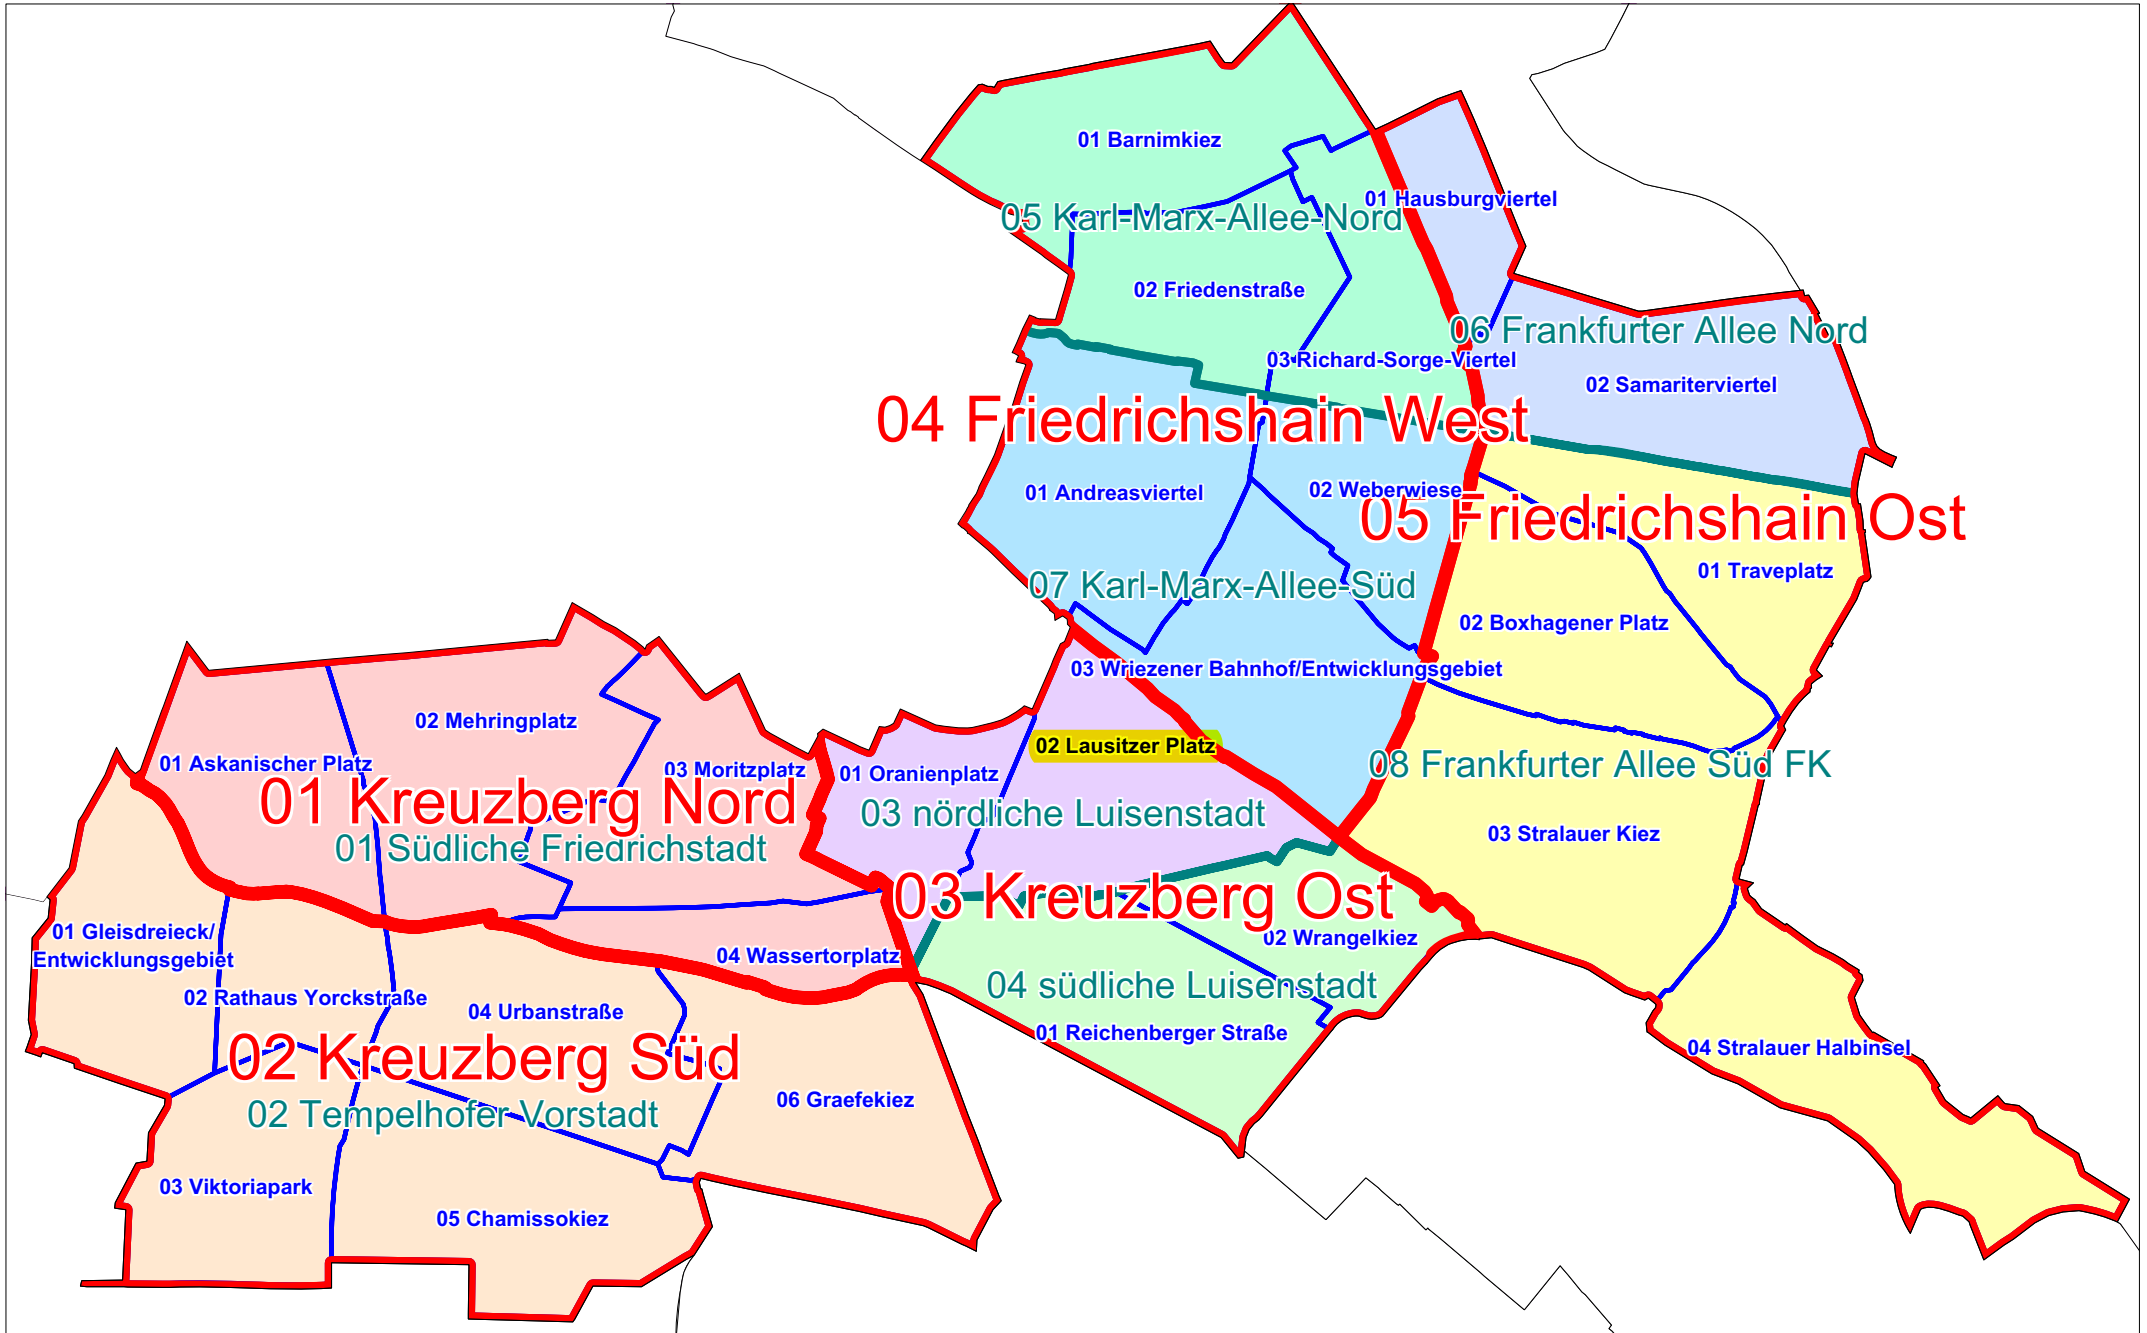 01 Barnimkiez
01 Hausburgviertel
05 Karl-Marx-Allee-Nord
02 Friedenstraße
06 Frankfurter Allee Nord
03 Richard-Sorge-Viertel
02 Samariterviertel
04 Friedrichshain West
01 Andreasviertel
02 Weberwiese
05 Friedrichshain Ost
01 Traveplatz
07 Karl-Marx-Allee-Süd
02 Boxhagener Platz
03 Wriezener Bahnhof/Entwicklungsgebiet
02 Mehringplatz
02 Lausitzer Platz
01 Askanischer Platz
03 Moritzplatz
01 Oranienplatz
08 Frankfurter Allee Süd FK
01 Kreuzberg Nord
03 nördliche Luisenstadt
03 Stralauer Kiez
01 Südliche Friedrichstadt
03 Kreuzberg Ost
01 Gleisdreieck/
Entwicklungsgebiet
02 Wrangelkiez
04 Wassertorplatz
04 südliche Luisenstadt
02 Rathaus Yorckstraße
04 Urbanstraße
01 Reichenberger Straße
04 Stralauer Halbinsel
02 Kreuzberg Süd
06 Graefekiez
02 Tempelhofer Vorstadt
03 Viktoriapark
05 Chamissokiez